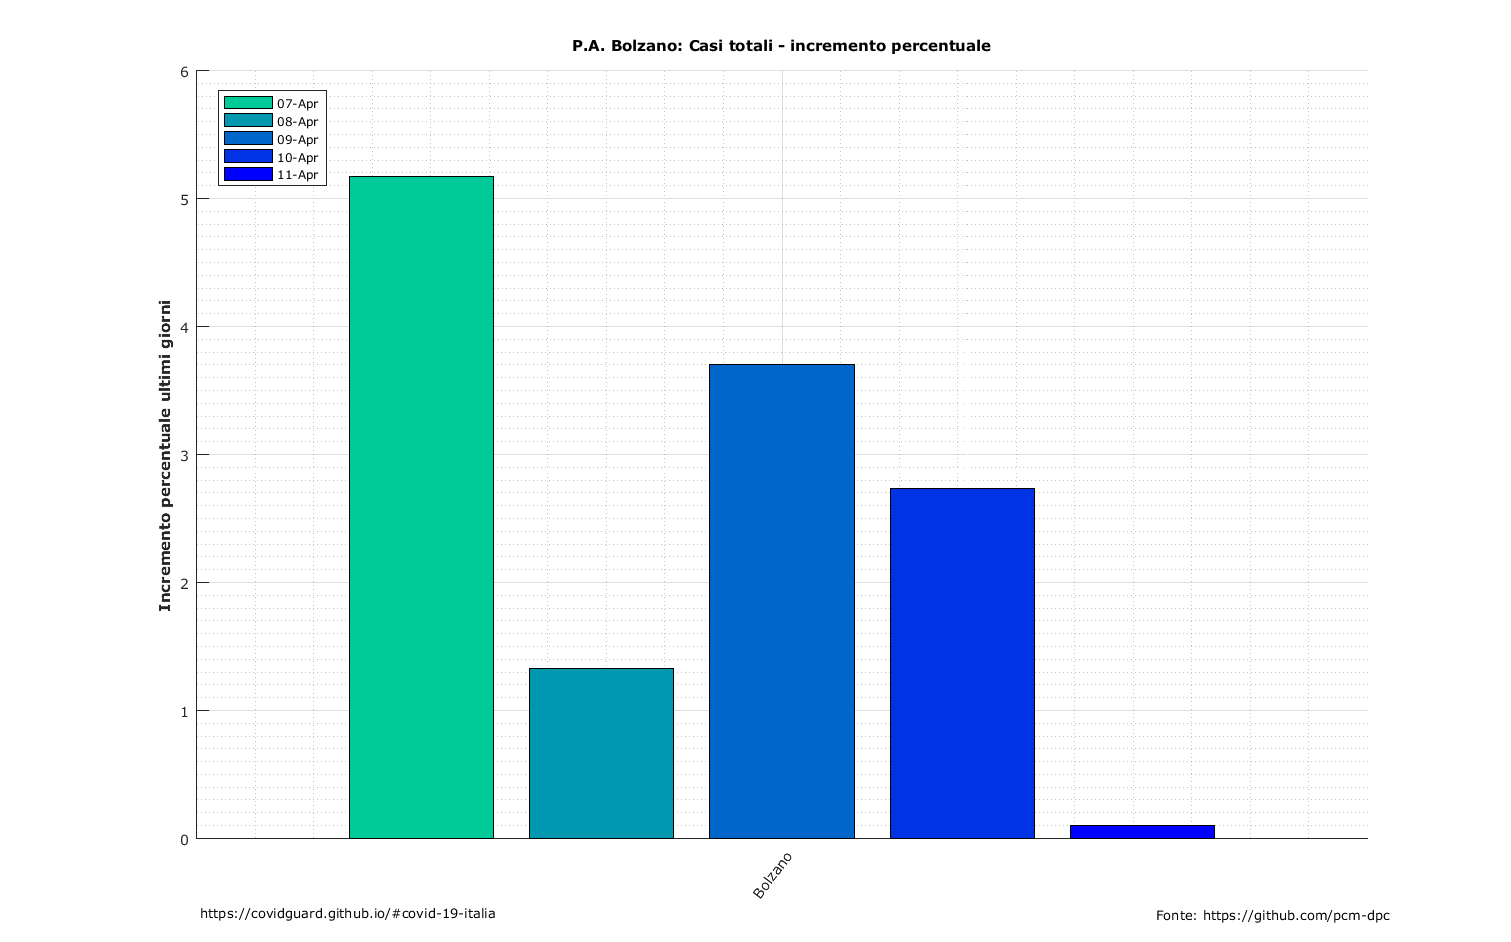 P.A. Bolzano: Casi totali - incremento percentuale
6
5
4
3
2
1
0
Incremento percentuale ultimi giorni
07-Apr
08-Apr
09-Apr
10-Apr
11-Apr
Bolzano
https://covidguard.github.io/#covid-19-italia
Fonte: https://github.com/pcm-dpc